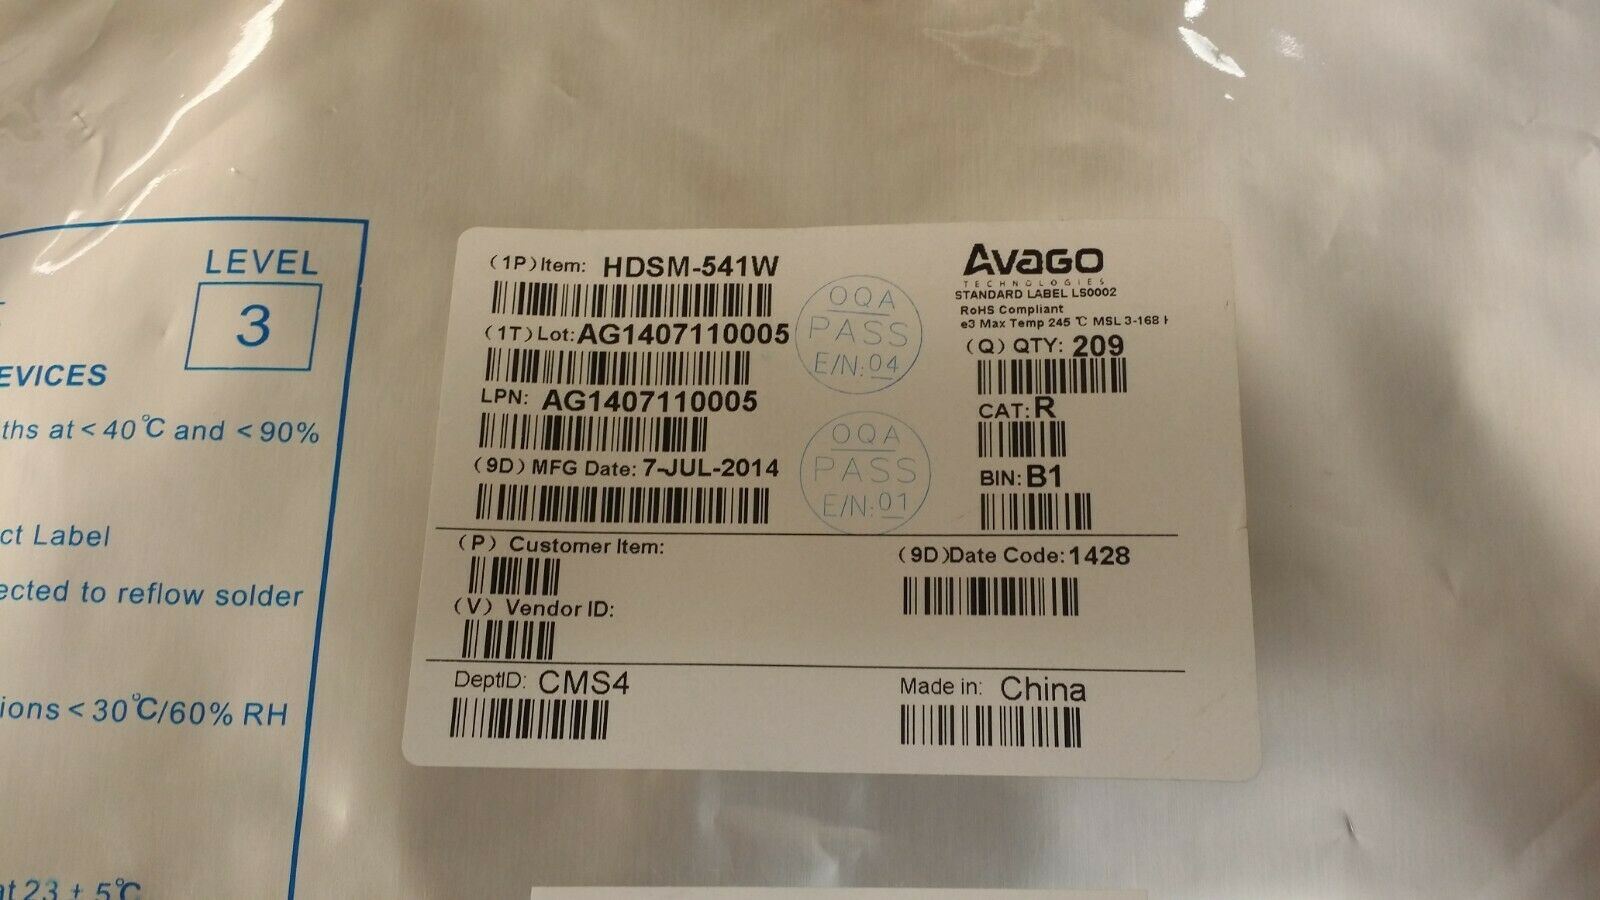 LEVEL
3
EVICES
ths at < 40°C and < 90%
ct Label
ected to reflow solder
ions < 30°C/60% RH
at 23 ± 5°C
(1P) Item: HDSM-541W
(1T) Lot: AG1407110005
LPN: AG1407110005
(9D) MFG Date: 7-JUL-2014
OQA
PASS
E/N: 04
OQA
PASS
E/N: 01
AVAGO
TECHNOLOGIES
STANDARD LABEL LS0002
RoHS Compliant
e3 Max Temp 245 °C MSL 3-168 H
(Q) QTY: 209
CAT: R
BIN: B1
(P) Customer Item:
(9D) Date Code: 1428
(V) Vendor ID:
DeptID: CMS4
Made in: China